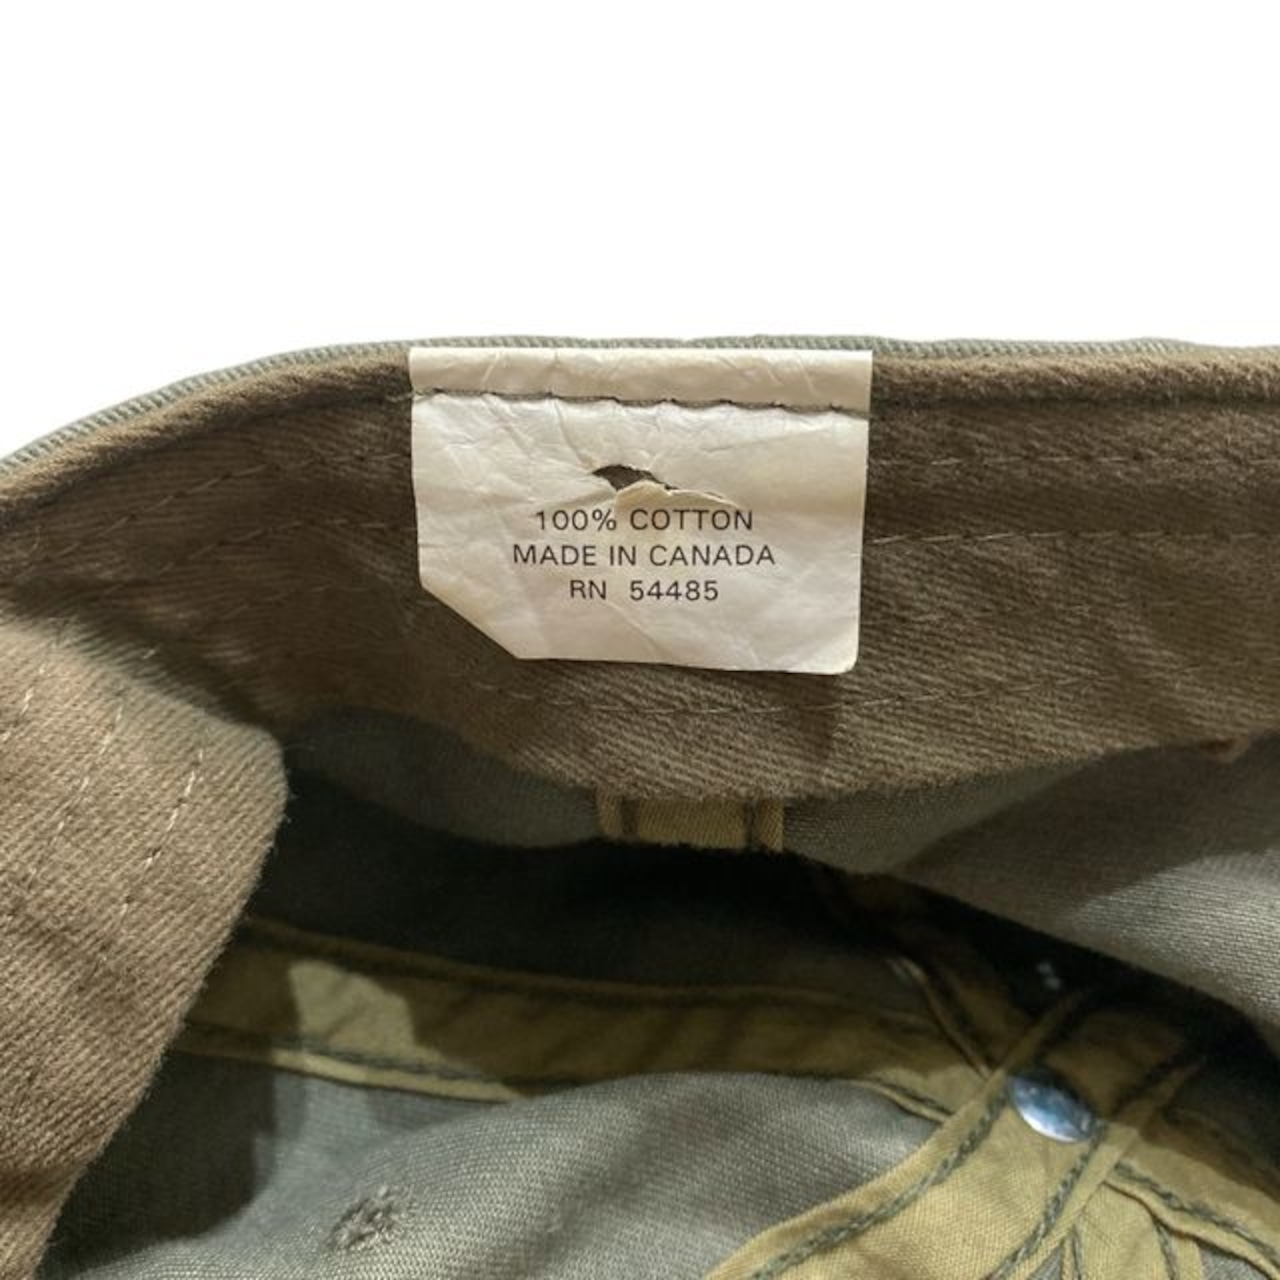 100% COTTON
MADE IN CANADA
RN 54485